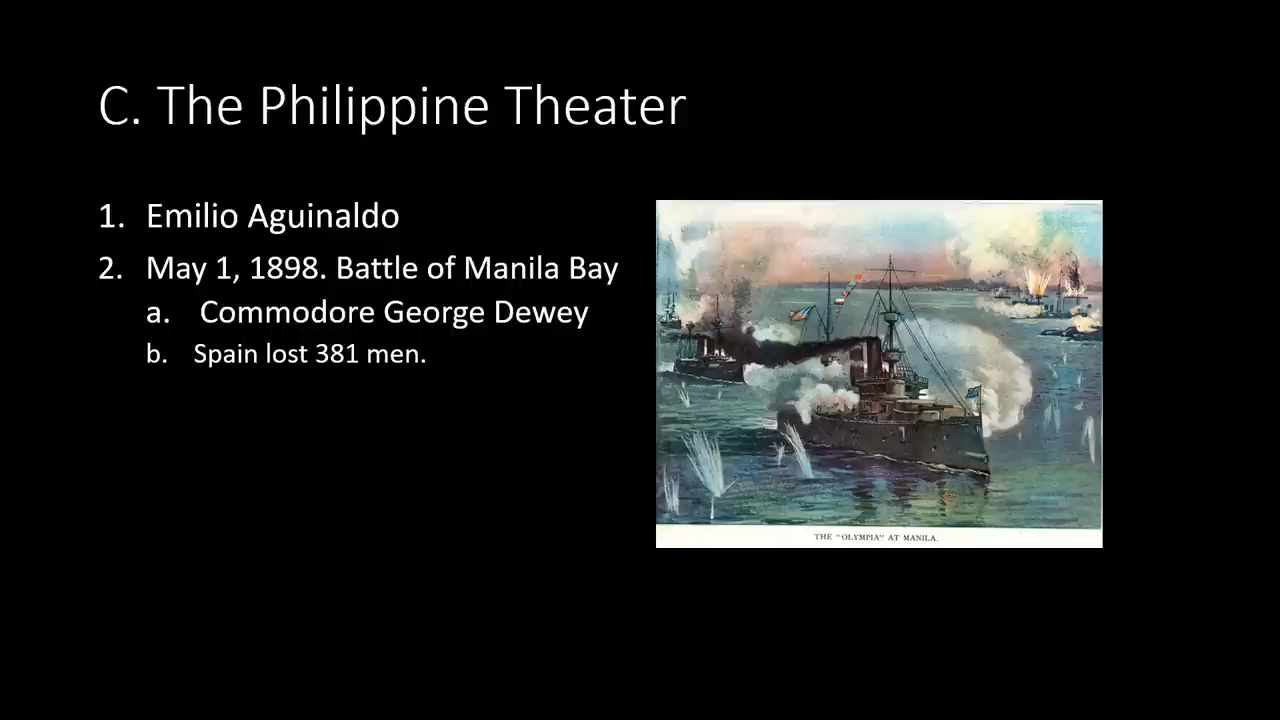 C. The Philippine Theater
1. Emilio Aguinaldo
2. May 1, 1898. Battle of Manila Bay
a. Commodore George Dewey
b. Spain lost 381 men.
THE "OLYMPIA" AT MANILA.